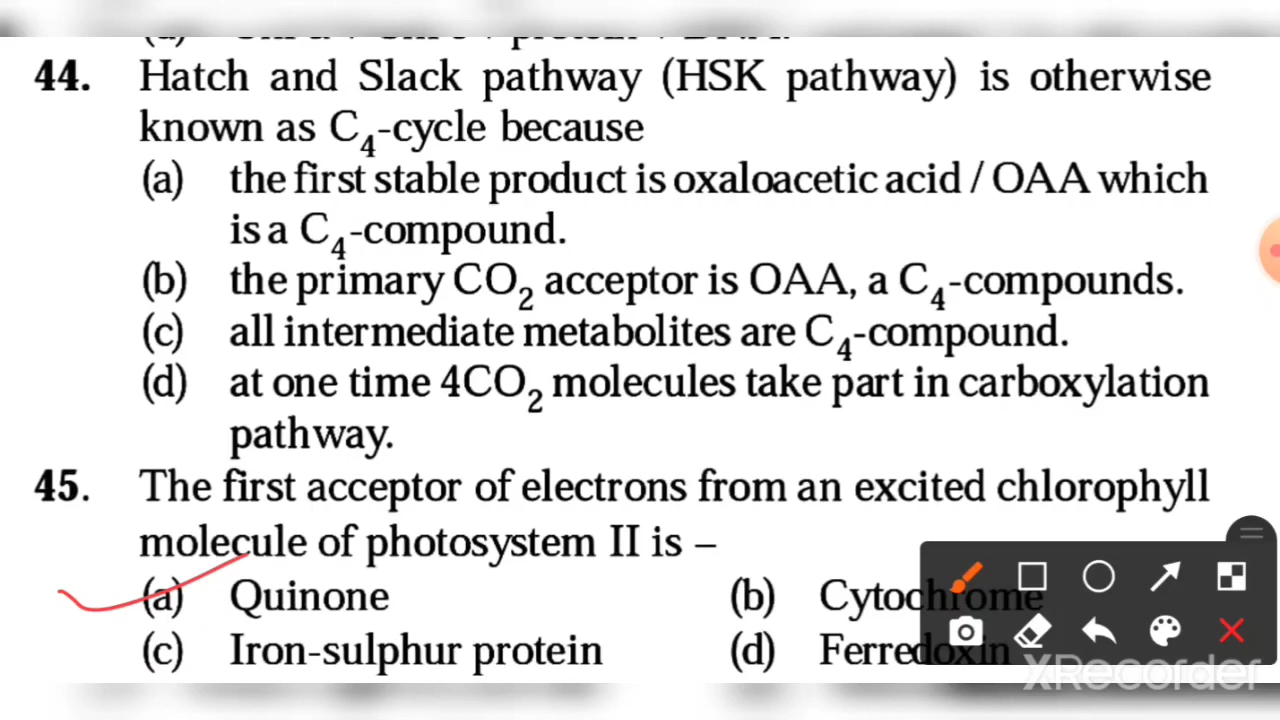 44. Hatch and Slack pathway (HSK pathway) is otherwise
known as C₄-cycle because
(a) the first stable product is oxaloacetic acid / OAA which
is a C₄-compound.
(b) the primary CO₂ acceptor is OAA, a C₄-compounds.
(c) all intermediate metabolites are C₄-compound.
(d) at one time 4CO₂ molecules take part in carboxylation
pathway.
45. The first acceptor of electrons from an excited chlorophyll
molecule of photosystem II is –
(a) Quinone (b) Cytochrome
(c) Iron-sulphur protein (d) Ferredoxin
XRecorder